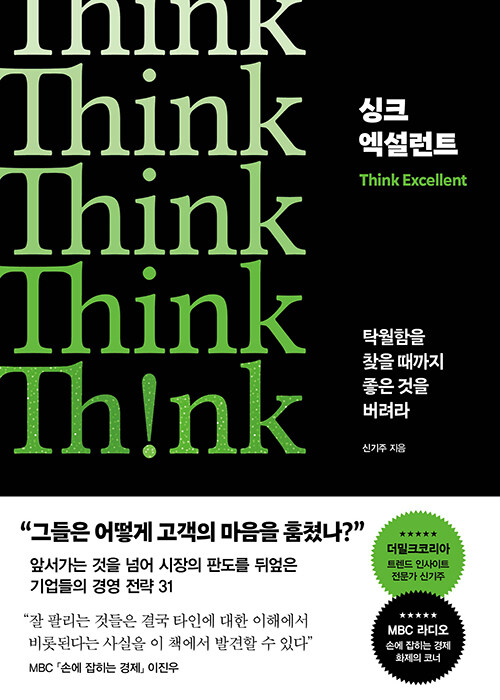 Think
Think
Think
Think
Th!nk
싱크
엑설런트
Think Excellent
탁월함을
찾을 때까지
좋은 것을
버려라
신기주 지음
“그들은 어떻게 고객의 마음을 훔쳤나?”
앞서가는 것을 넘어 시장의 판도를 뒤엎은
기업들의 경영 전략 31
“잘 팔리는 것들은 결국 타인에 대한 이해에서
비롯된다는 사실을 이 책에서 발견할 수 있다”
MBC 「손에 잡히는 경제」 이진우
★★★★★
더밀크코리아
트렌드 인사이트
전문가 신기주
★★★★★
MBC 라디오
손에 잡히는 경제
화제의 코너